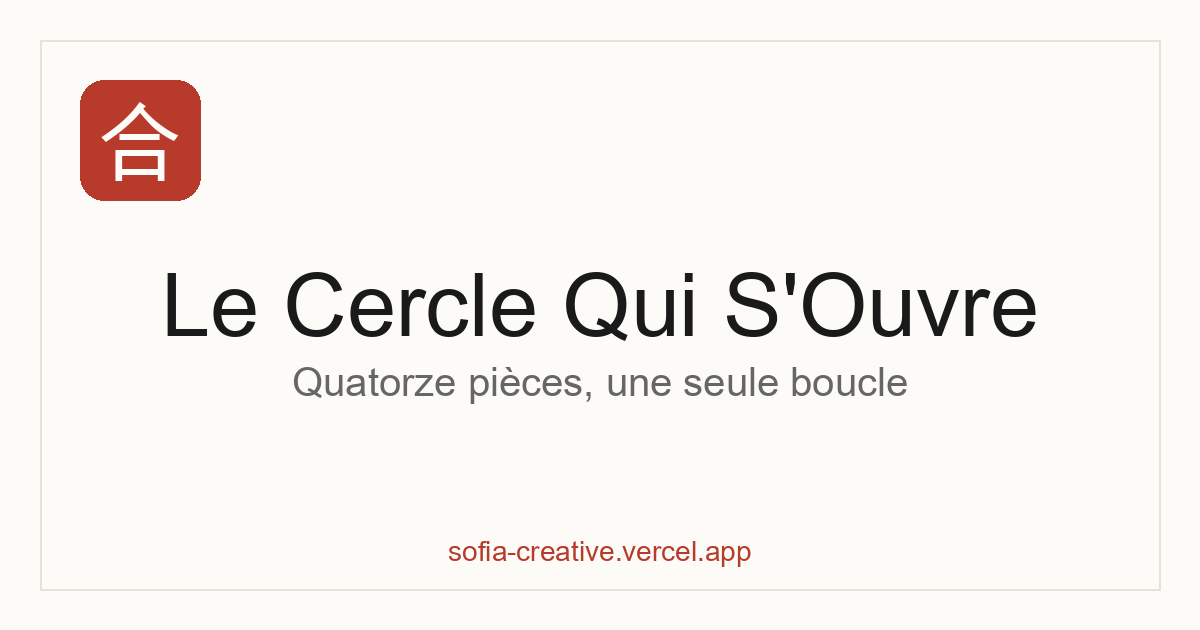 合
Le Cercle Qui S'Ouvre
Quatorze pièces, une seule boucle
sofia-creative.vercel.app